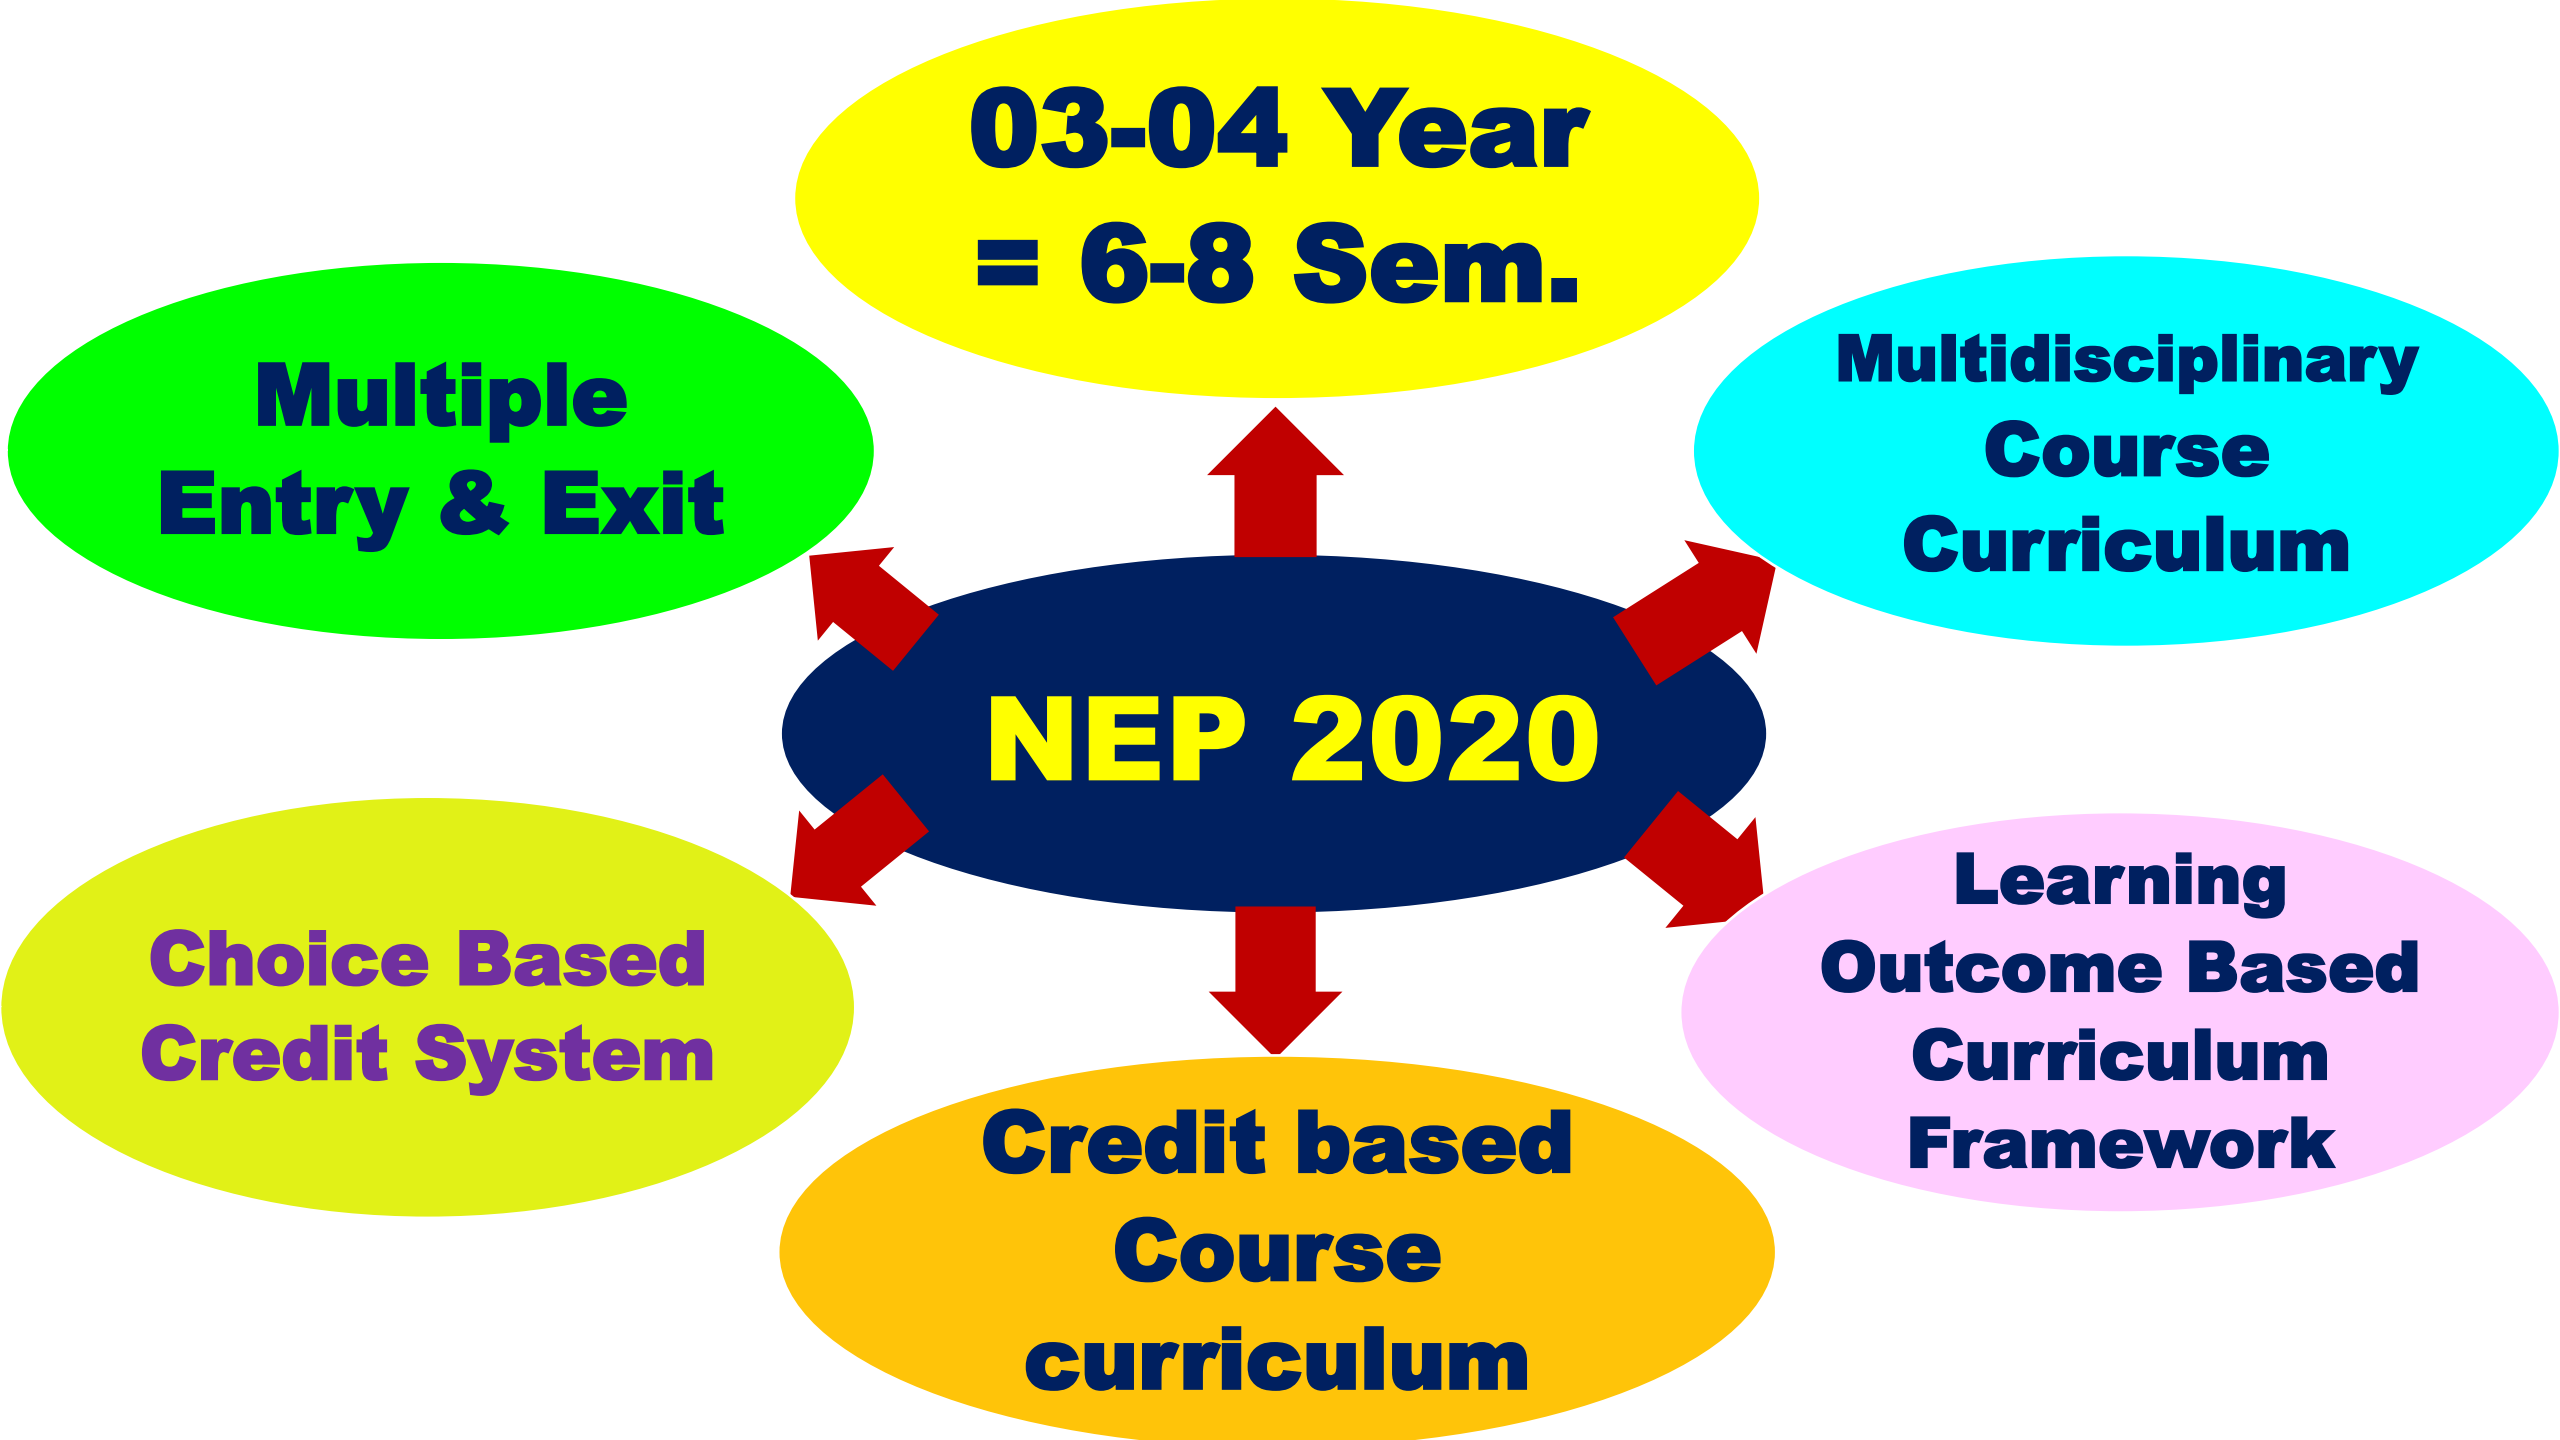 03-04 Year
= 6-8 Sem.
Multiple
Entry & Exit
Multidisciplinary
Course
Curriculum
NEP 2020
Choice Based
Credit System
Learning
Outcome Based
Curriculum
Framework
Credit based
Course
curriculum